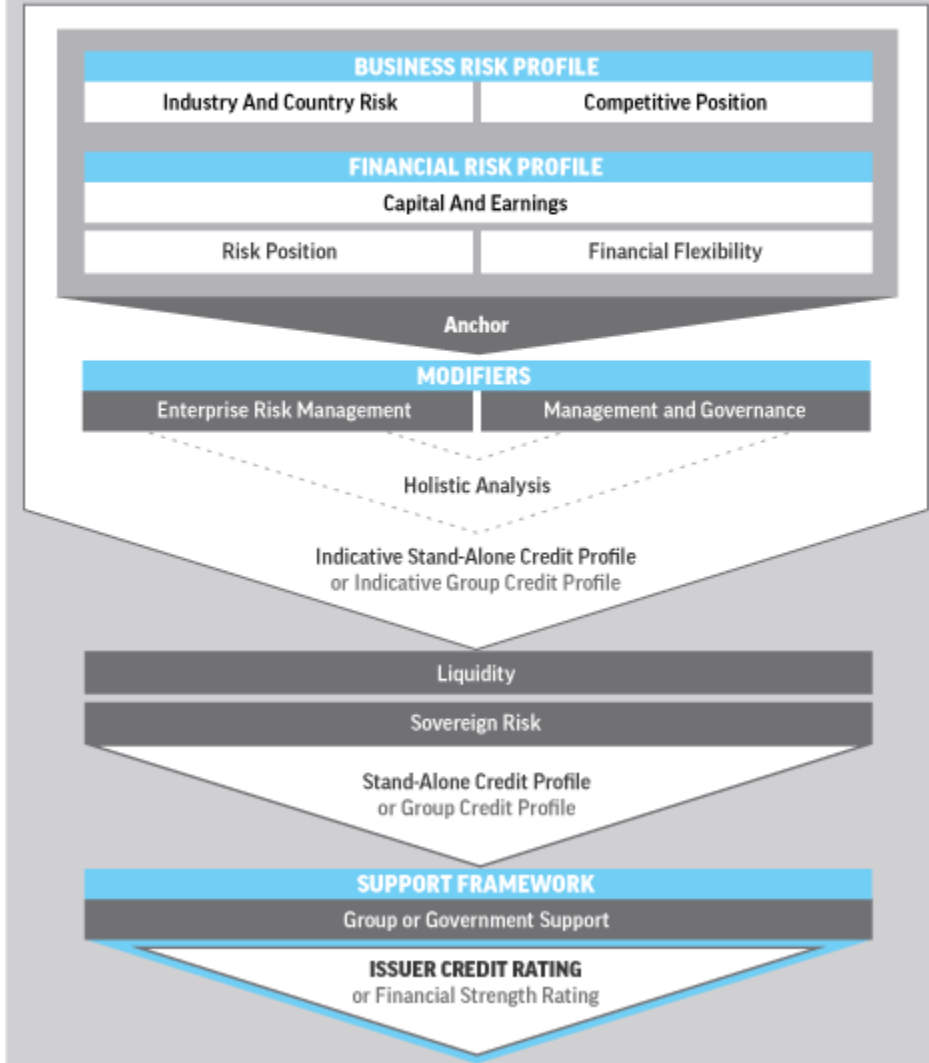 BUSINESS RISK PROFILE
Industry And Country Risk
Competitive Position
FINANCIAL RISK PROFILE
Capital And Earnings
Risk Position
Financial Flexibility
Anchor
MODIFIERS
Enterprise Risk Management
Management and Governance
Holistic Analysis
Indicative Stand-Alone Credit Profile
or Indicative Group Credit Profile
Liquidity
Sovereign Risk
Stand-Alone Credit Profile
or Group Credit Profile
SUPPORT FRAMEWORK
Group or Government Support
ISSUER CREDIT RATING
or Financial Strength Rating